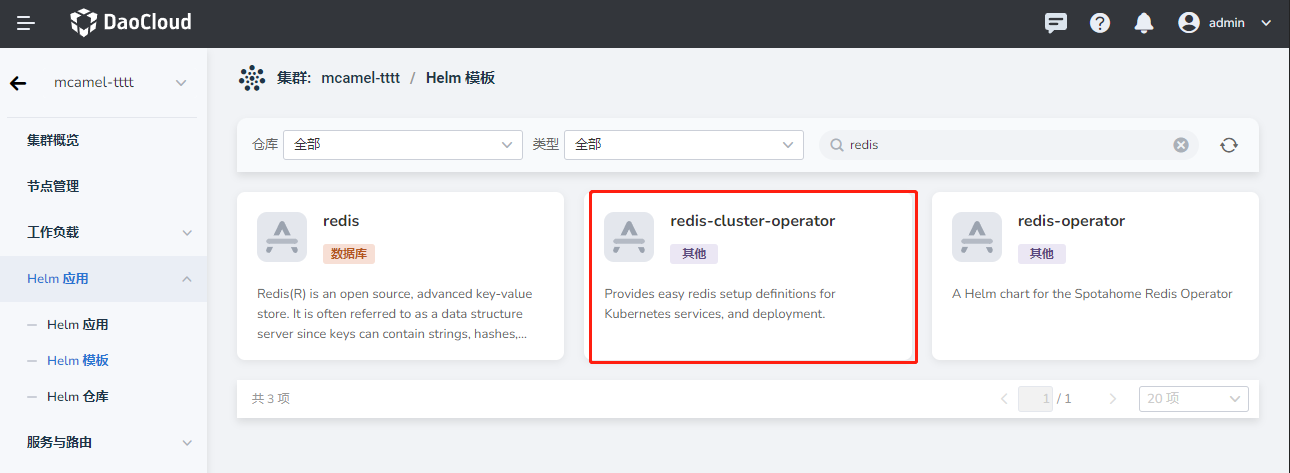 DaoCloud
admin
mcamel-tttt
集群: mcamel-tttt / Helm 模板
集群概览
节点管理
工作负载
Helm 应用
Helm 应用
Helm 模板
Helm 仓库
服务与路由
仓库 全部 类型 全部 redis
redis
数据库
Redis(R) is an open source, advanced key-value
store. It is often referred to as a data structure
server since keys can contain strings, hashes,...
redis-cluster-operator
其他
Provides easy redis setup definitions for
Kubernetes services, and deployment.
redis-operator
其他
A Helm chart for the Spotahome Redis Operator
共 3 项 1 / 1 20 项